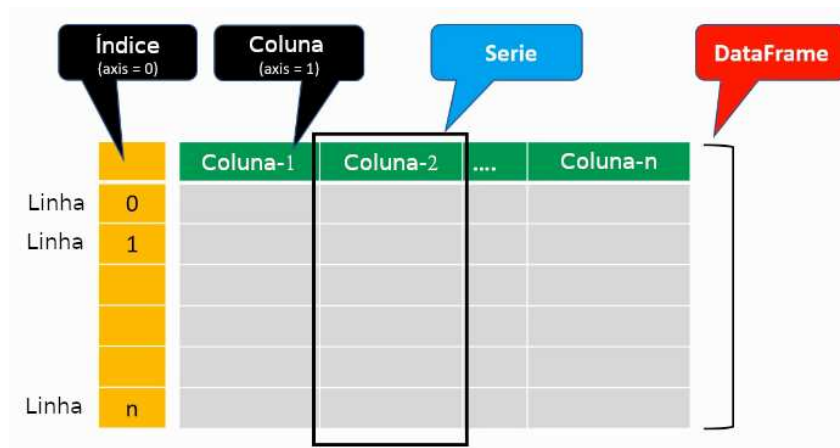 Índice
(axis = 0)
Coluna
(axis = 1)
Serie
DataFrame
Coluna-1 Coluna-2 .... Coluna-n
Linha 0
Linha 1
Linha n